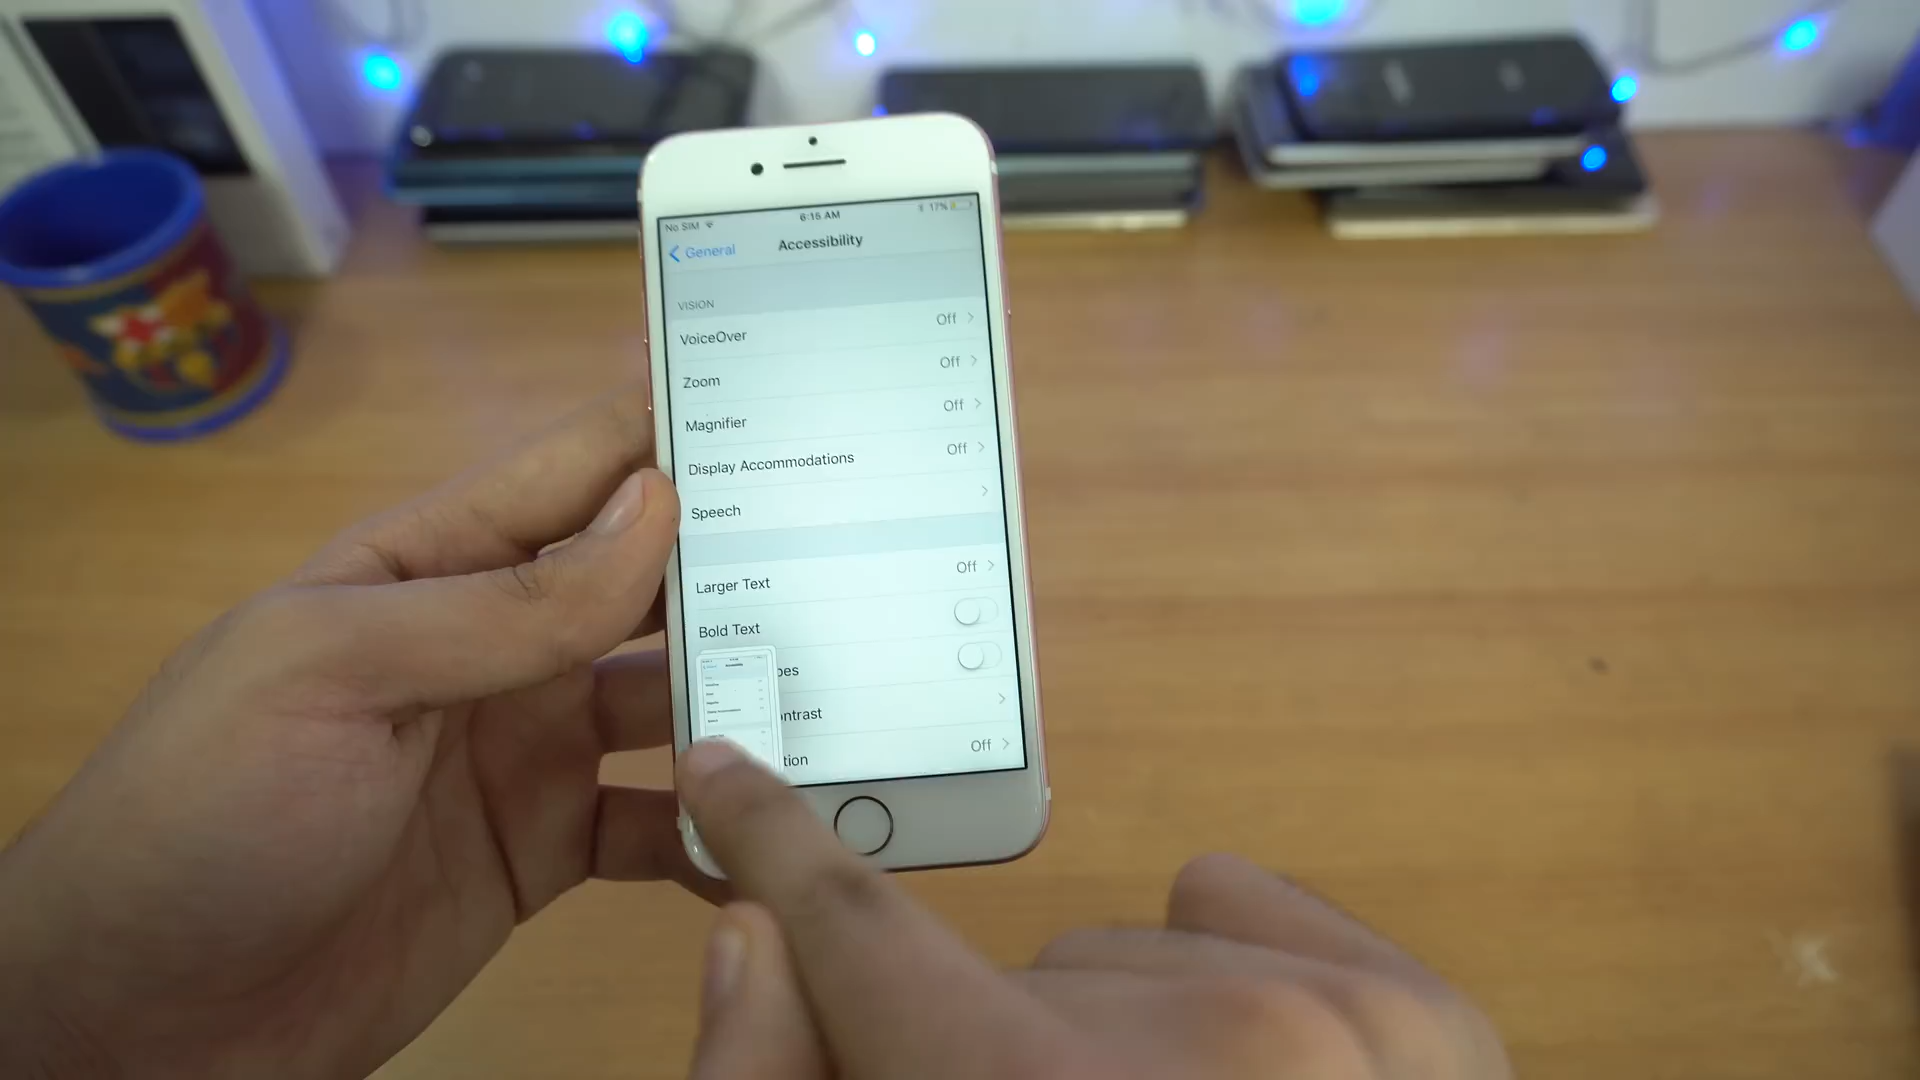 No SIM 6:15 AM 17%
General Accessibility
VISION
VoiceOver Off
Zoom Off
Magnifier Off
Display Accommodations Off
Speech
Larger Text Off
Bold Text
pes
ntrast
tion Off